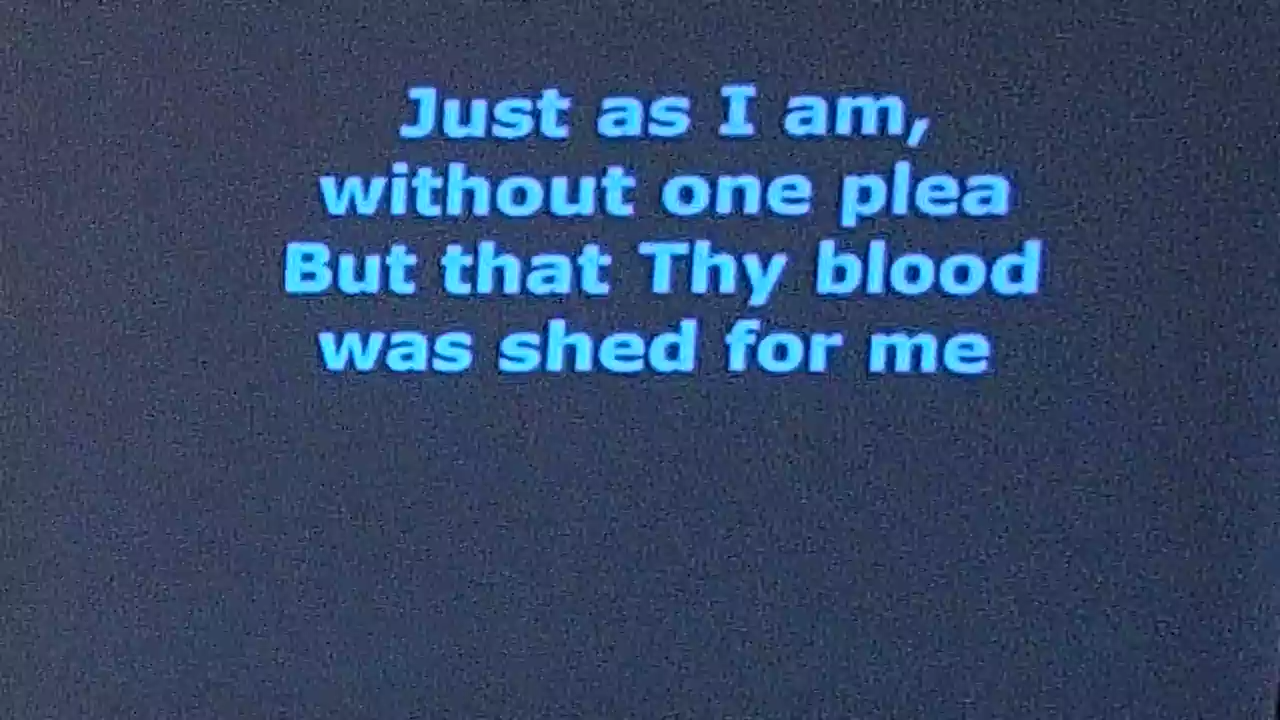 Just as I am,
without one plea
But that Thy blood
was shed for me